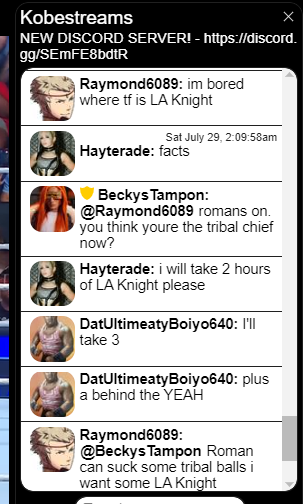 Kobestreams
NEW DISCORD SERVER! - https://discord.
gg/SEmFE8bdtR
Raymond6089: im bored
where tf is LA Knight
Sat July 29, 2:09:58am
Hayterade: facts
BeckysTampon:
@Raymond6089 romans on.
you think youre the tribal chief
now?
Hayterade: i will take 2 hours
of LA Knight please
DatUltimeatyBoiyo640: I'll
take 3
DatUltimeatyBoiyo640: plus
a behind the YEAH
Raymond6089:
@BeckysTampon Roman
can suck some tribal balls i
want some LA Knight